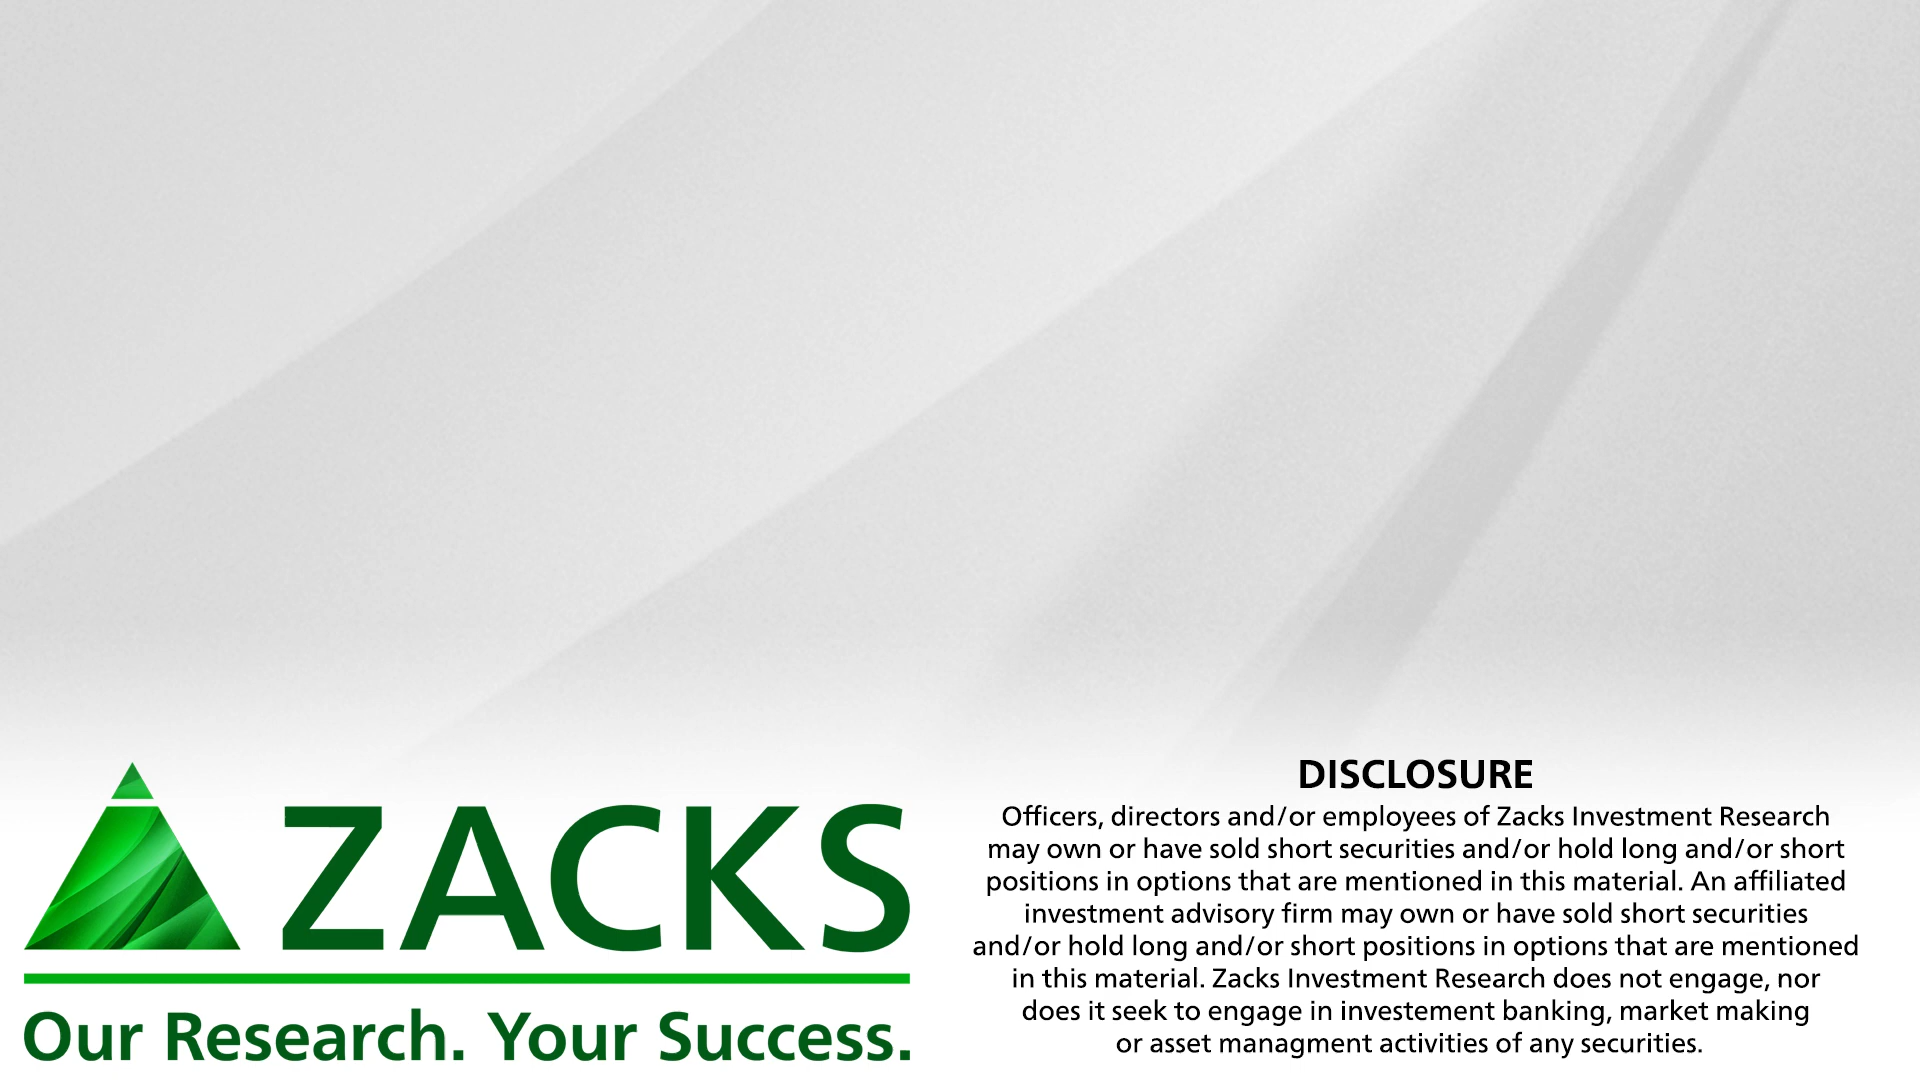 ZACKS
Our Research. Your Success.
DISCLOSURE
Officers, directors and/or employees of Zacks Investment Research
may own or have sold short securities and/or hold long and/or short
positions in options that are mentioned in this material. An affiliated
investment advisory firm may own or have sold short securities
and/or hold long and/or short positions in options that are mentioned
in this material. Zacks Investment Research does not engage, nor
does it seek to engage in investement banking, market making
or asset managment activities of any securities.